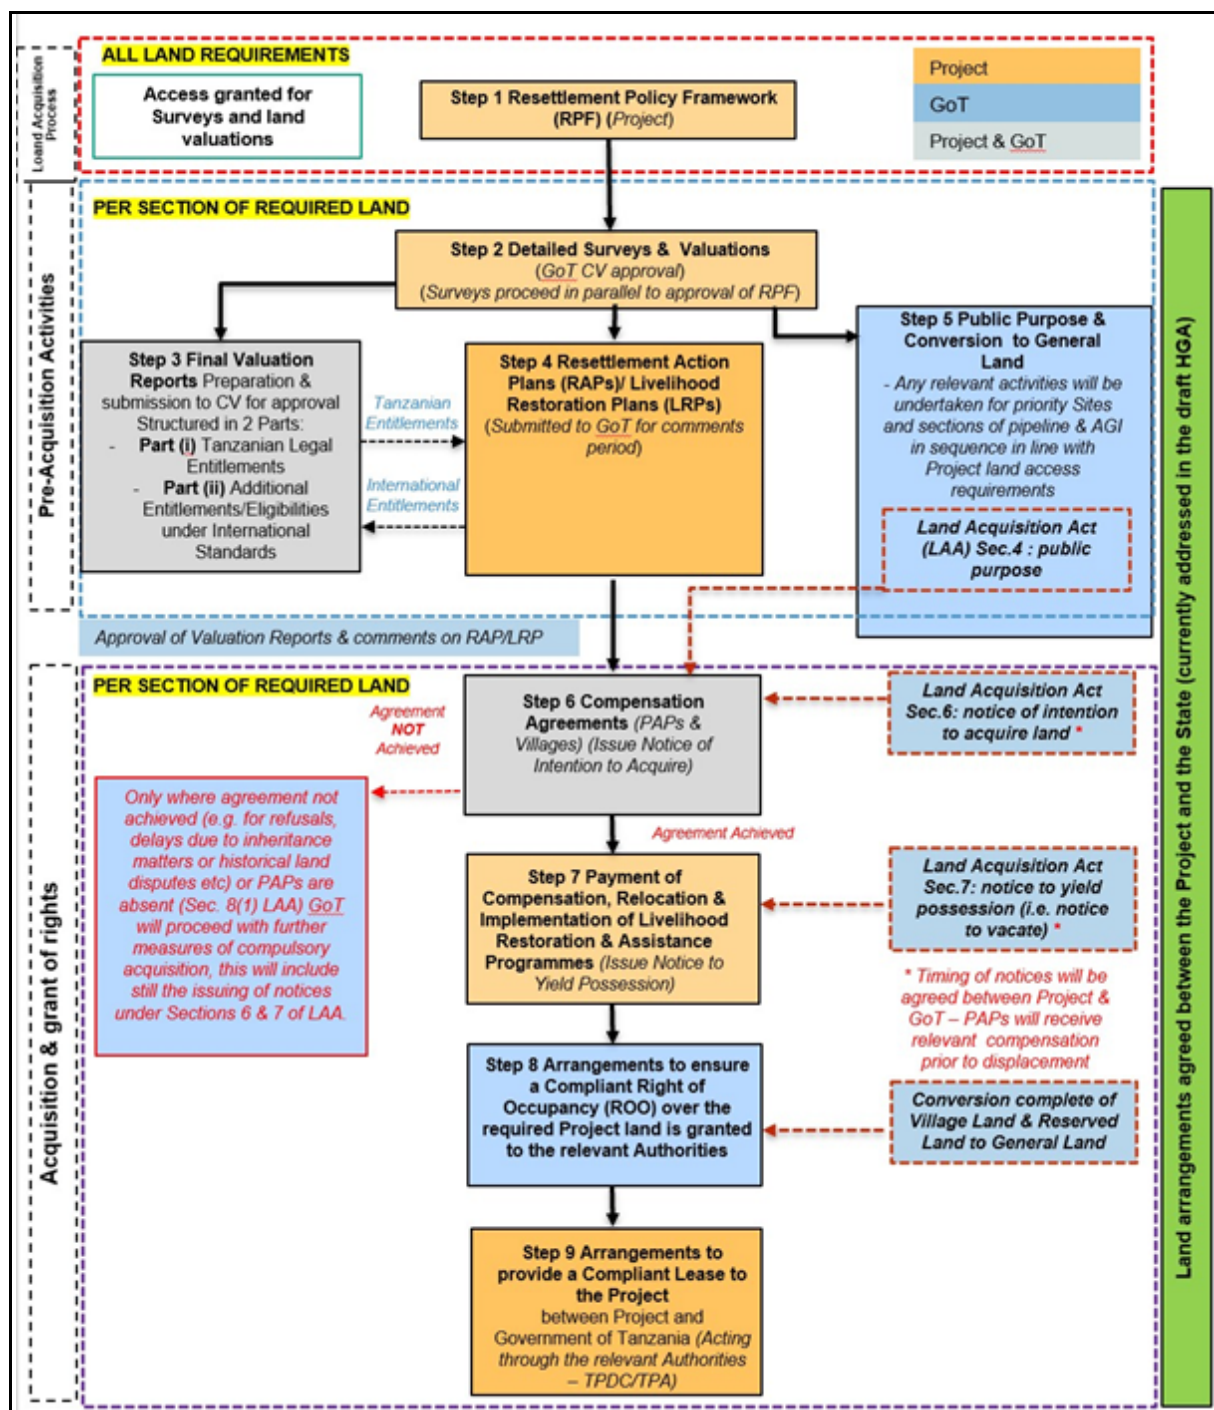 Loand Acquisition
Process
ALL LAND REQUIREMENTS
Access granted for
Surveys and land
valuations
Step 1 Resettlement Policy Framework
(RPF) (Project)
Project
GoT
Project & GoT
Pre-Acquisition Activities
PER SECTION OF REQUIRED LAND
Step 2 Detailed Surveys & Valuations
(GoT CV approval)
(Surveys proceed in parallel to approval of RPF)
Step 3 Final Valuation
Reports Preparation &
submission to CV for approval
Structured in 2 Parts:
- Part (i) Tanzanian Legal
Entitlements
- Part (ii) Additional
Entitlements/Eligibilities
under International
Standards
Tanzanian
Entitlements
International
Entitlements
Step 4 Resettlement Action
Plans (RAPs)/ Livelihood
Restoration Plans (LRPs)
(Submitted to GoT for comments
period)
Step 5 Public Purpose &
Conversion to General
Land
- Any relevant activities will be
undertaken for priority Sites
and sections of pipeline & AGI
in sequence in line with
Project land access
requirements
Land Acquisition Act
(LAA) Sec.4 : public
purpose
Approval of Valuation Reports & comments on RAP/LRP
Acquisition & grant of rights
PER SECTION OF REQUIRED LAND
Agreement
NOT
Achieved
Step 6 Compensation
Agreements (PAPs &
Villages) (Issue Notice of
Intention to Acquire)
Land Acquisition Act
Sec.6: notice of intention
to acquire land *
Only where agreement not
achieved (e.g. for refusals,
delays due to inheritance
matters or historical land
disputes etc) or PAPs are
absent (Sec. 8(1) LAA) GoT
will proceed with further
measures of compulsory
acquisition, this will include
still the issuing of notices
under Sections 6 & 7 of LAA.
Agreement Achieved
Step 7 Payment of
Compensation, Relocation &
Implementation of Livelihood
Restoration & Assistance
Programmes (Issue Notice to
Yield Possession)
Land Acquisition Act
Sec.7: notice to yield
possession (i.e. notice
to vacate) *
* Timing of notices will be
agreed between Project &
GoT – PAPs will receive
relevant compensation
prior to displacement
Step 8 Arrangements to ensure
a Compliant Right of
Occupancy (ROO) over the
required Project land is granted
to the relevant Authorities
Conversion complete of
Village Land & Reserved
Land to General Land
Step 9 Arrangements to
provide a Compliant Lease to
the Project
between Project and
Government of Tanzania (Acting
through the relevant Authorities
– TPDC/TPA)
Land arrangements agreed between the Project and the State (currently addressed in the draft HGA)